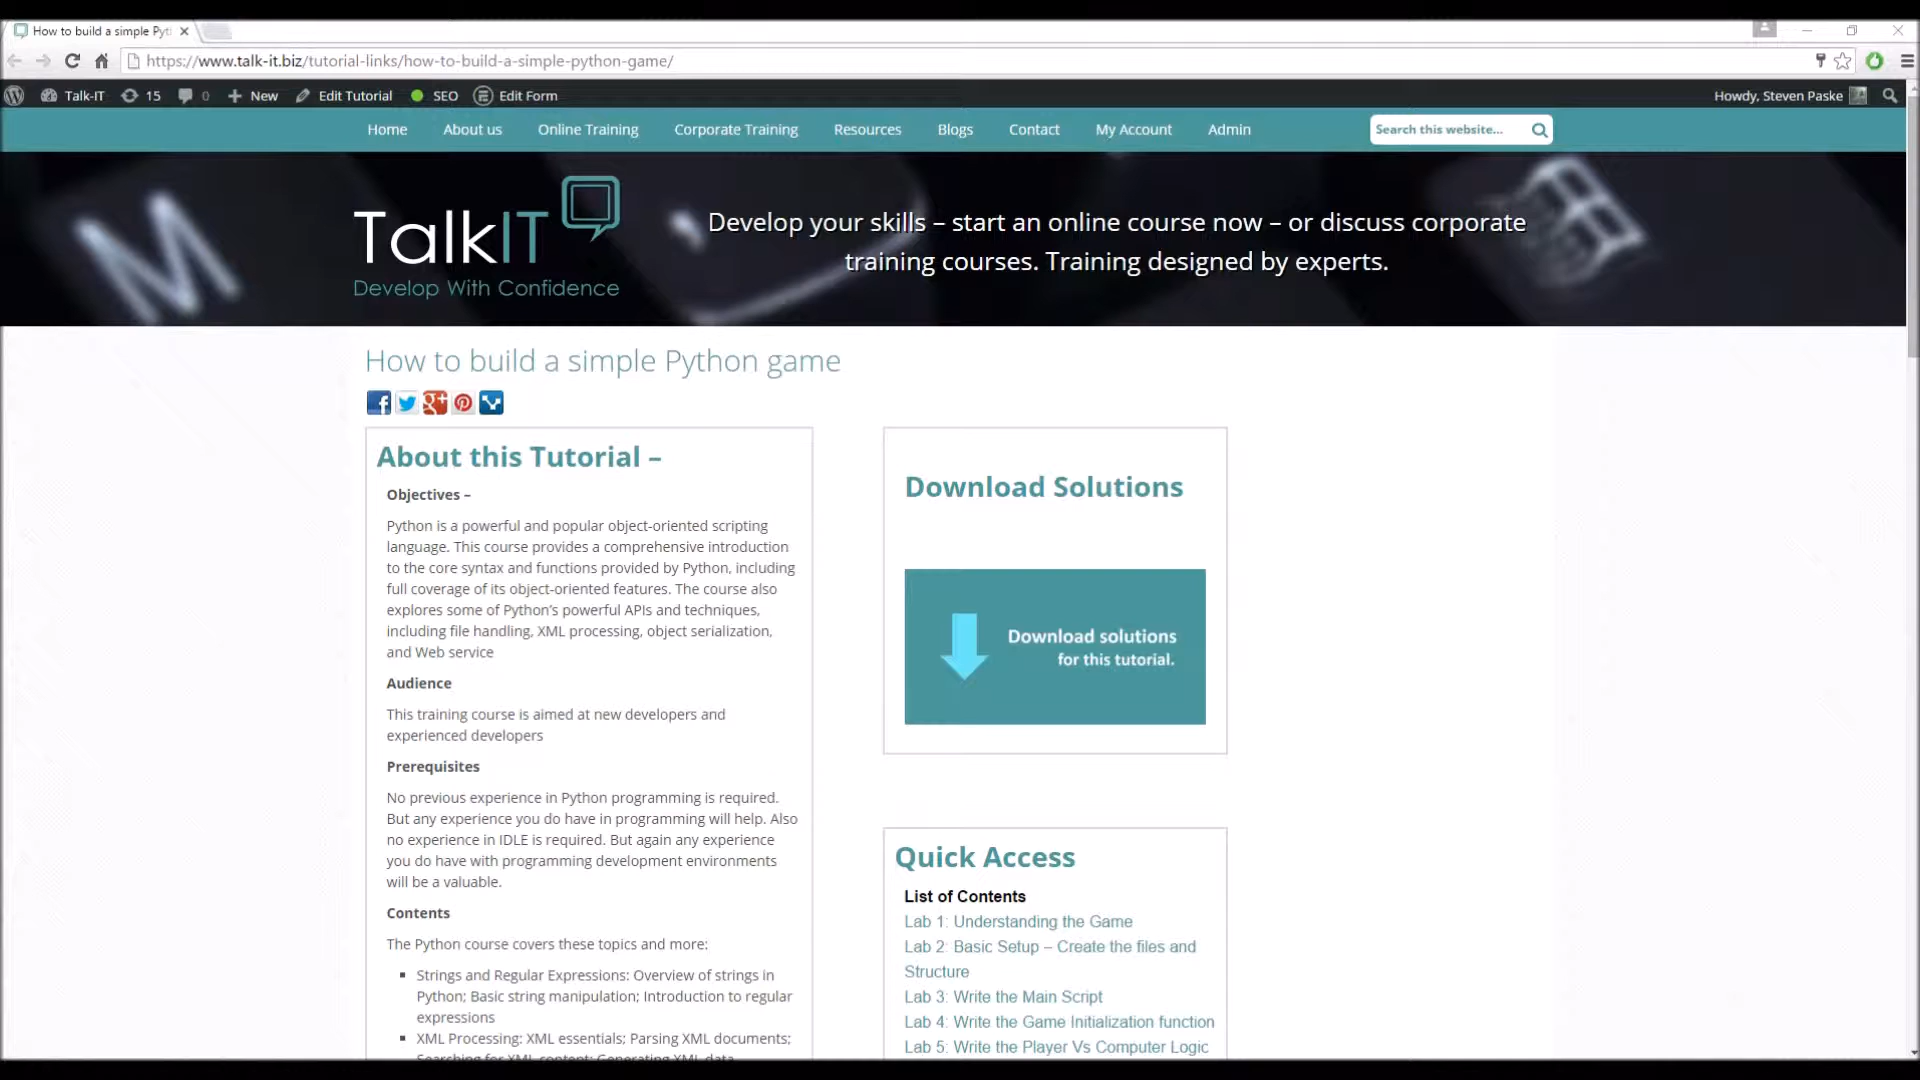 How to build a simple Pyt
https://www.talk-it.biz/tutorial-links/how-to-build-a-simple-python-game/
Talk-IT 15 0 New Edit Tutorial SEO Edit Form Howdy, Steven Paske
Home About us Online Training Corporate Training Resources Blogs Contact My Account Admin Search this website...
M
TalkIT
Develop With Confidence
Develop your skills – start an online course now – or discuss corporate
training courses. Training designed by experts.
How to build a simple Python game
About this Tutorial –
Objectives –
Python is a powerful and popular object-oriented scripting
language. This course provides a comprehensive introduction
to the core syntax and functions provided by Python, including
full coverage of its object-oriented features. The course also
explores some of Python's powerful APIs and techniques,
including file handling, XML processing, object serialization,
and Web service
Audience
This training course is aimed at new developers and
experienced developers
Prerequisites
No previous experience in Python programming is required.
But any experience you do have in programming will help. Also
no experience in IDLE is required. But again any experience
you do have with programming development environments
will be a valuable.
Contents
The Python course covers these topics and more:
Strings and Regular Expressions: Overview of strings in
Python; Basic string manipulation; Introduction to regular
expressions
XML Processing: XML essentials; Parsing XML documents;
Searching for XML content; Generating XML data
Download Solutions
Download solutions
for this tutorial.
Quick Access
List of Contents
Lab 1: Understanding the Game
Lab 2: Basic Setup – Create the files and
Structure
Lab 3: Write the Main Script
Lab 4: Write the Game Initialization function
Lab 5: Write the Player Vs Computer Logic